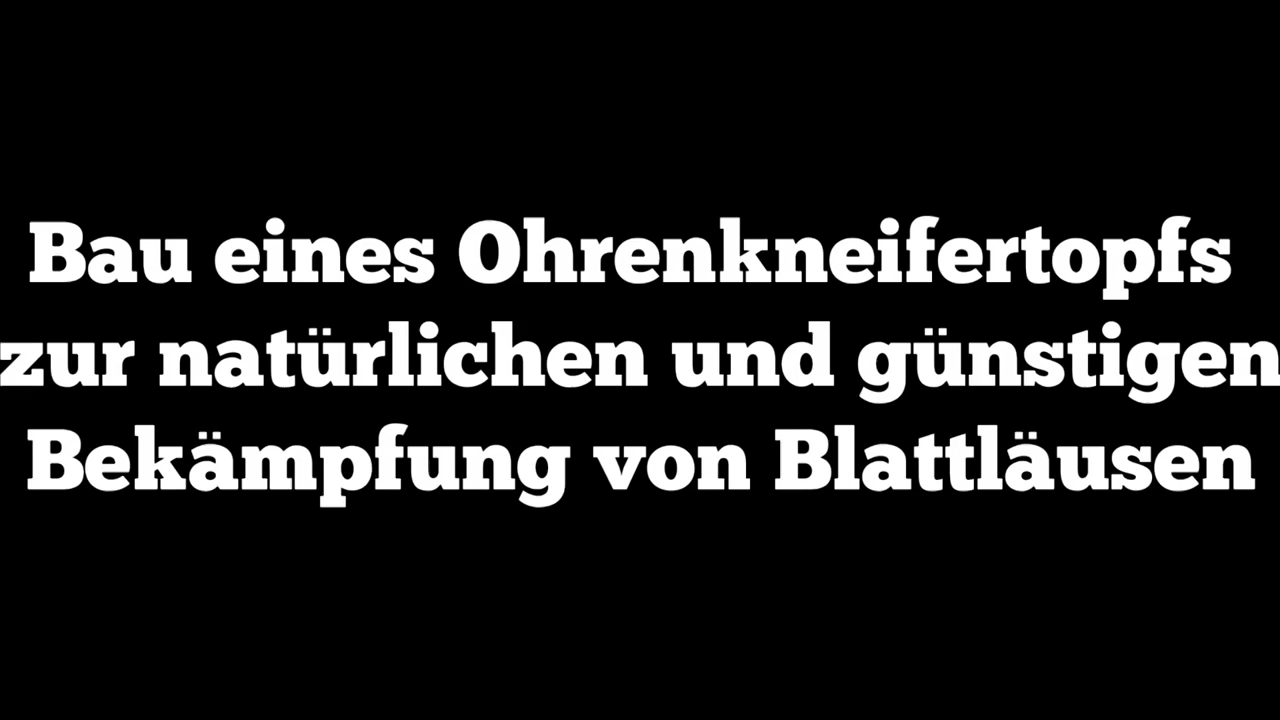 Bau eines Ohrenkneifertopfs
zur natürlichen und günstigen
Bekämpfung von Blattläusen